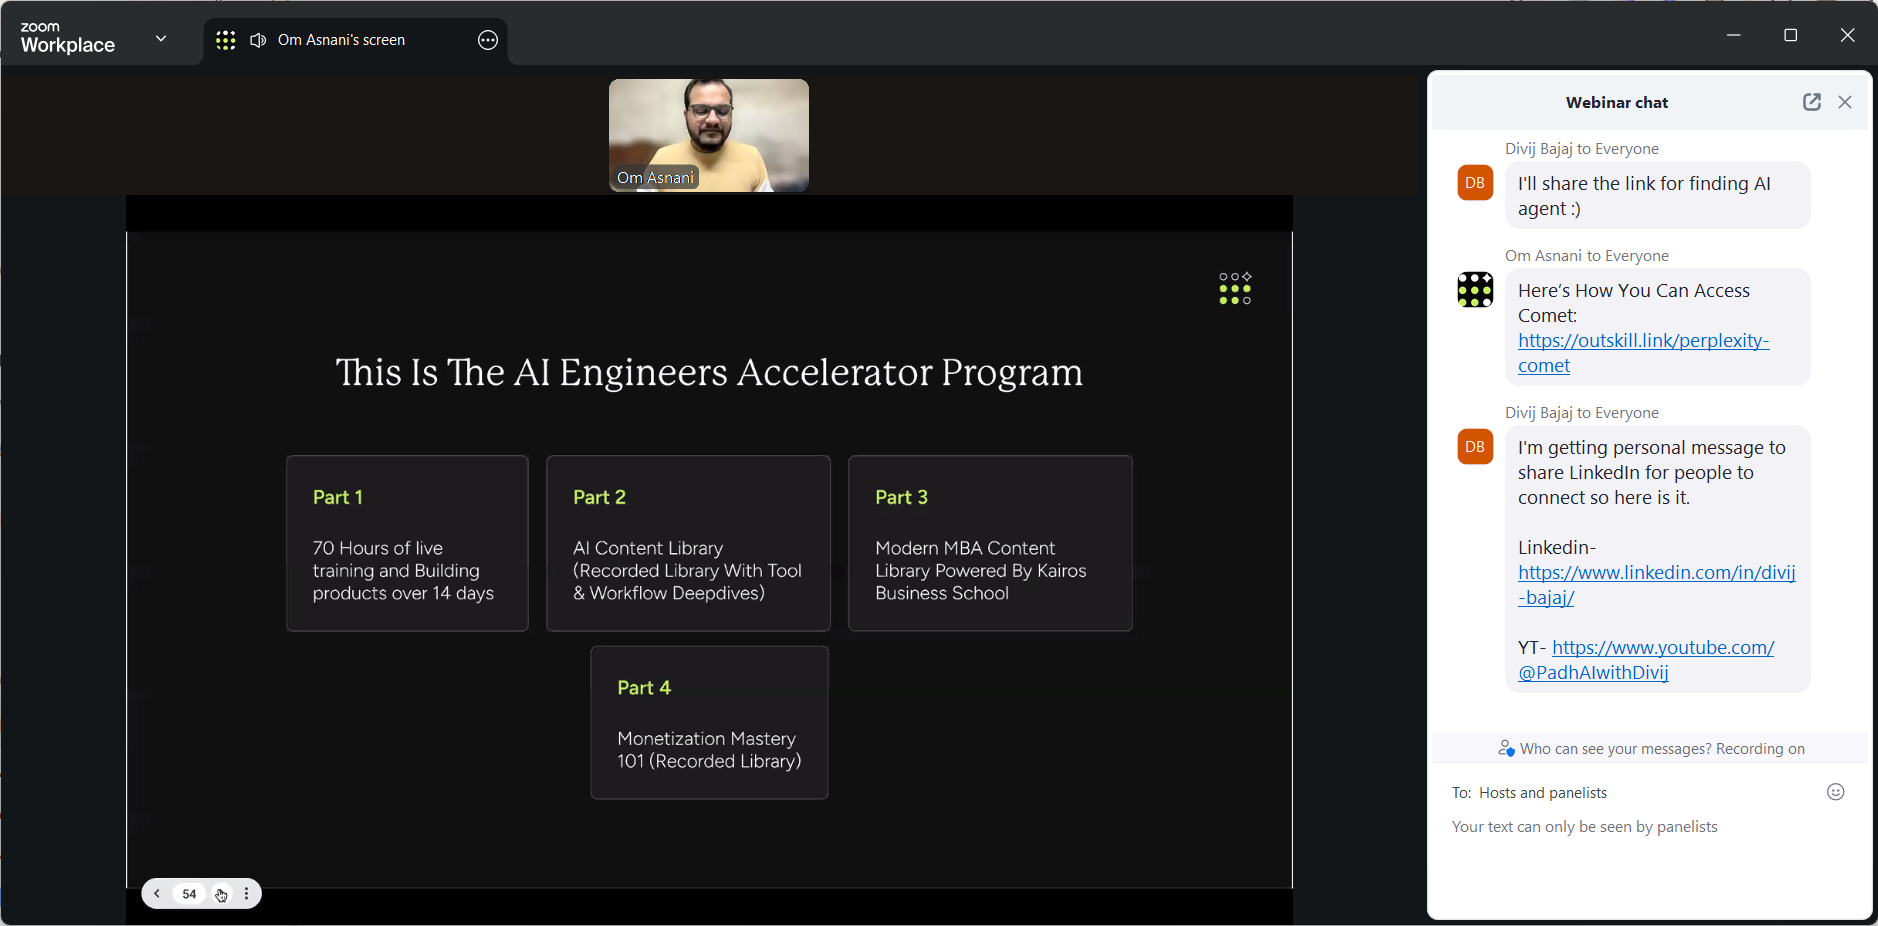 zoom
Workplace
Om Asnani's screen
Om Asnani
This Is The AI Engineers Accelerator Program
Part 1
70 Hours of live
training and Building
products over 14 days
Part 2
AI Content Library
(Recorded Library With Tool
& Workflow Deepdives)
Part 3
Modern MBA Content
Library Powered By Kairos
Business School
Part 4
Monetization Mastery
101 (Recorded Library)
54
Webinar chat
Divij Bajaj to Everyone
DB
I'll share the link for finding AI
agent :)
Om Asnani to Everyone
Here’s How You Can Access
Comet:
https://outskill.link/perplexity-
comet
Divij Bajaj to Everyone
DB
I'm getting personal message to
share LinkedIn for people to
connect so here is it.
Linkedin-
https://www.linkedin.com/in/divij
-bajaj/
YT- https://www.youtube.com/
@PadhAIwithDivij
Who can see your messages? Recording on
To: Hosts and panelists
Your text can only be seen by panelists